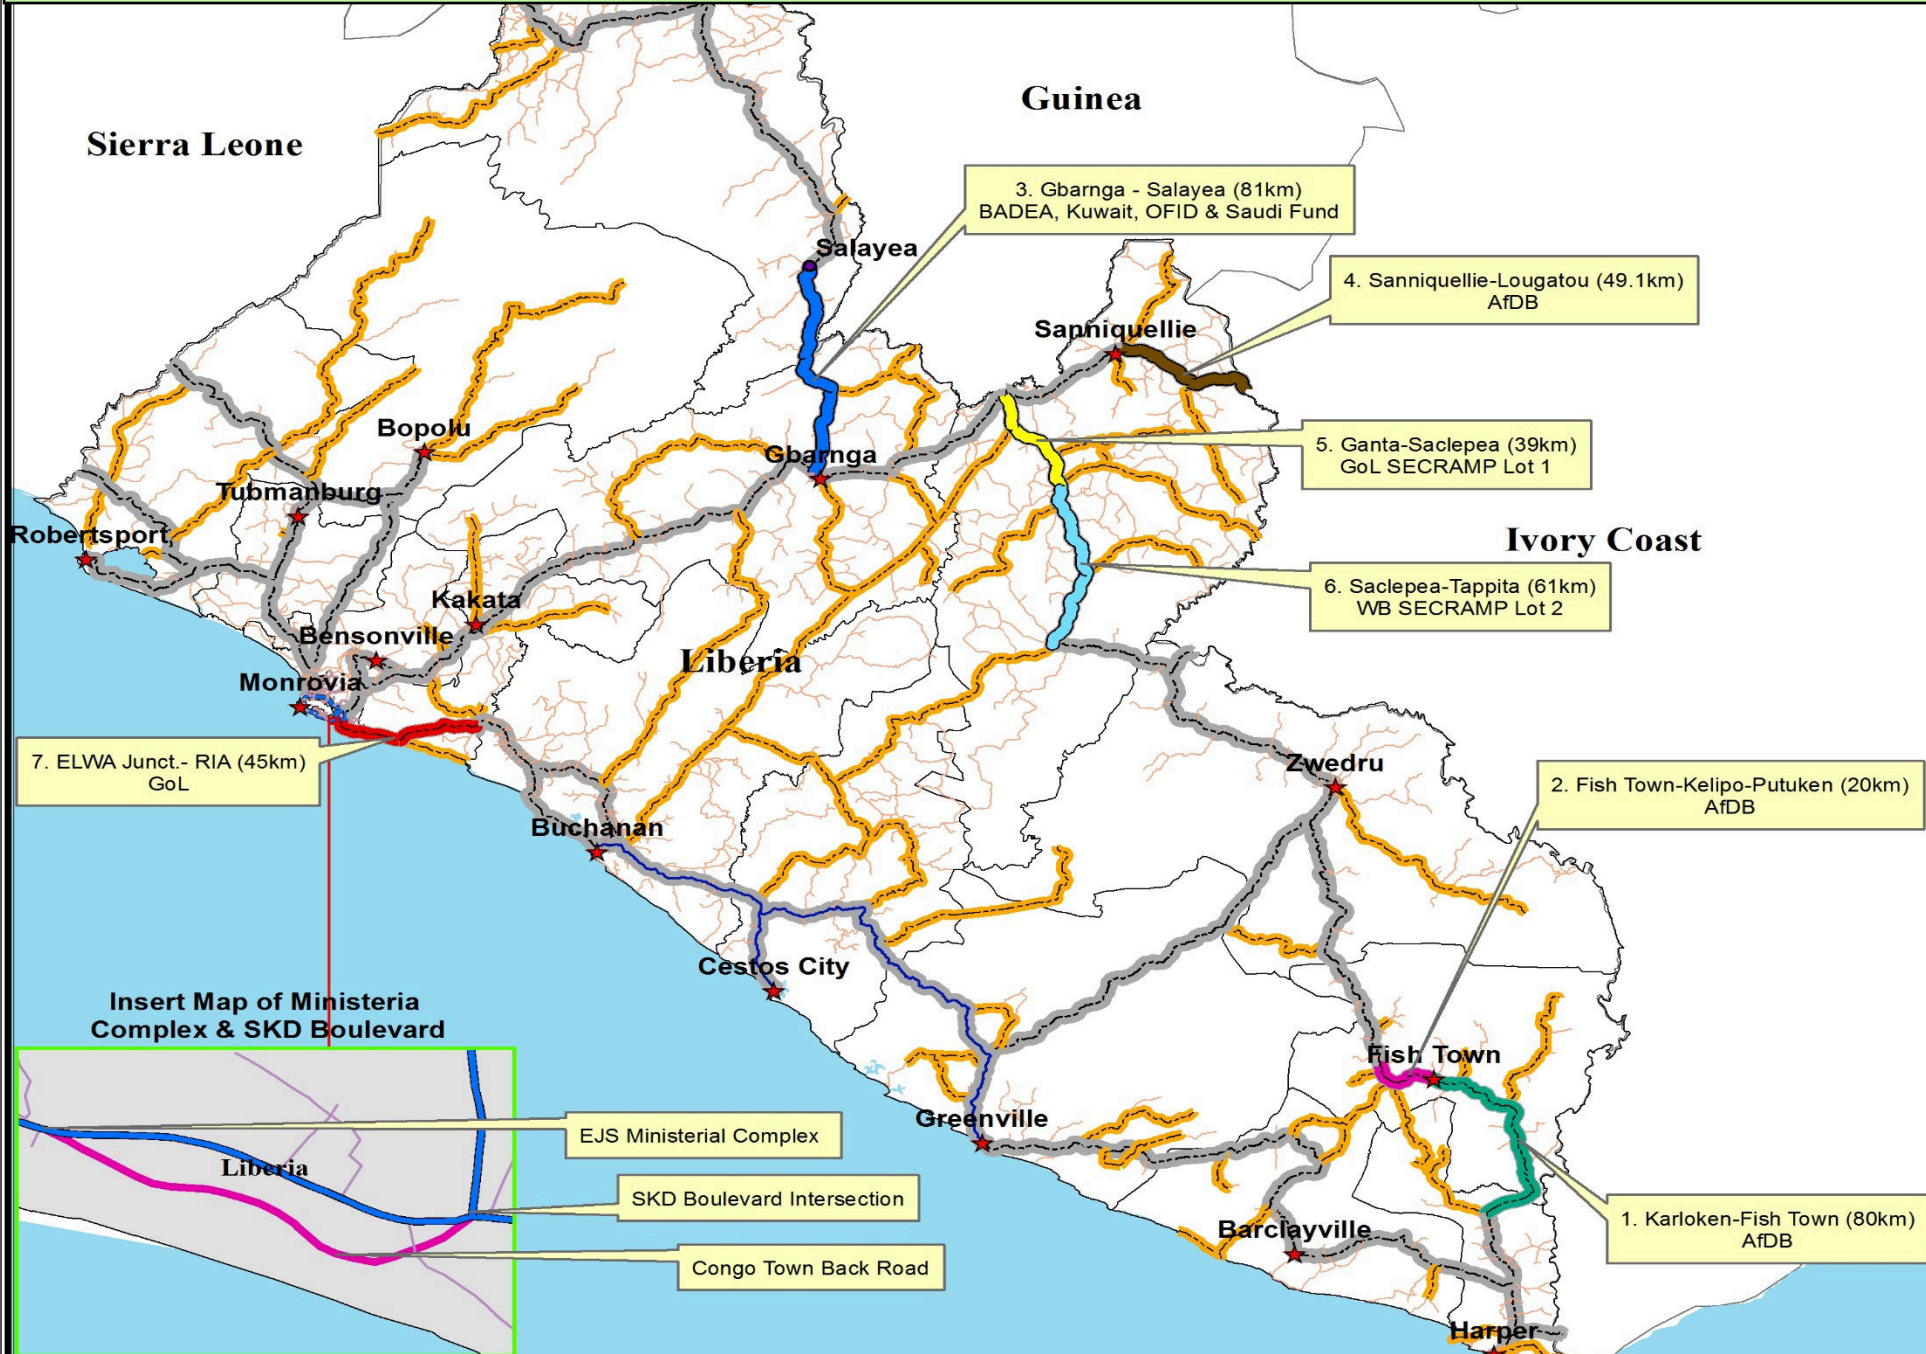 Guinea
Sierra Leone
3. Gbarnga - Salayea (81km)
BADEA, Kuwait, OFID & Saudi Fund
Salayea
4. Sanniquellie-Lougatou (49.1km)
AfDB
Sanniquellie
Bopolu
5. Ganta-Saclepea (39km)
GoL SECRAMP Lot 1
Gbarnga
Tubmanburg
Robertsport
Ivory Coast
6. Saclepea-Tappita (61km)
WB SECRAMP Lot 2
Kakata
Bensonville
Liberia
Monrovia
7. ELWA Junct.- RIA (45km)
GoL
Zwedru
2. Fish Town-Kelipo-Putuken (20km)
AfDB
Buchanan
Cestos City
Insert Map of Ministeria
Complex & SKD Boulevard
Fish Town
Greenville
EJS Ministerial Complex
Liberia
SKD Boulevard Intersection
Congo Town Back Road
Barclayville
1. Karloken-Fish Town (80km)
AfDB
Harper